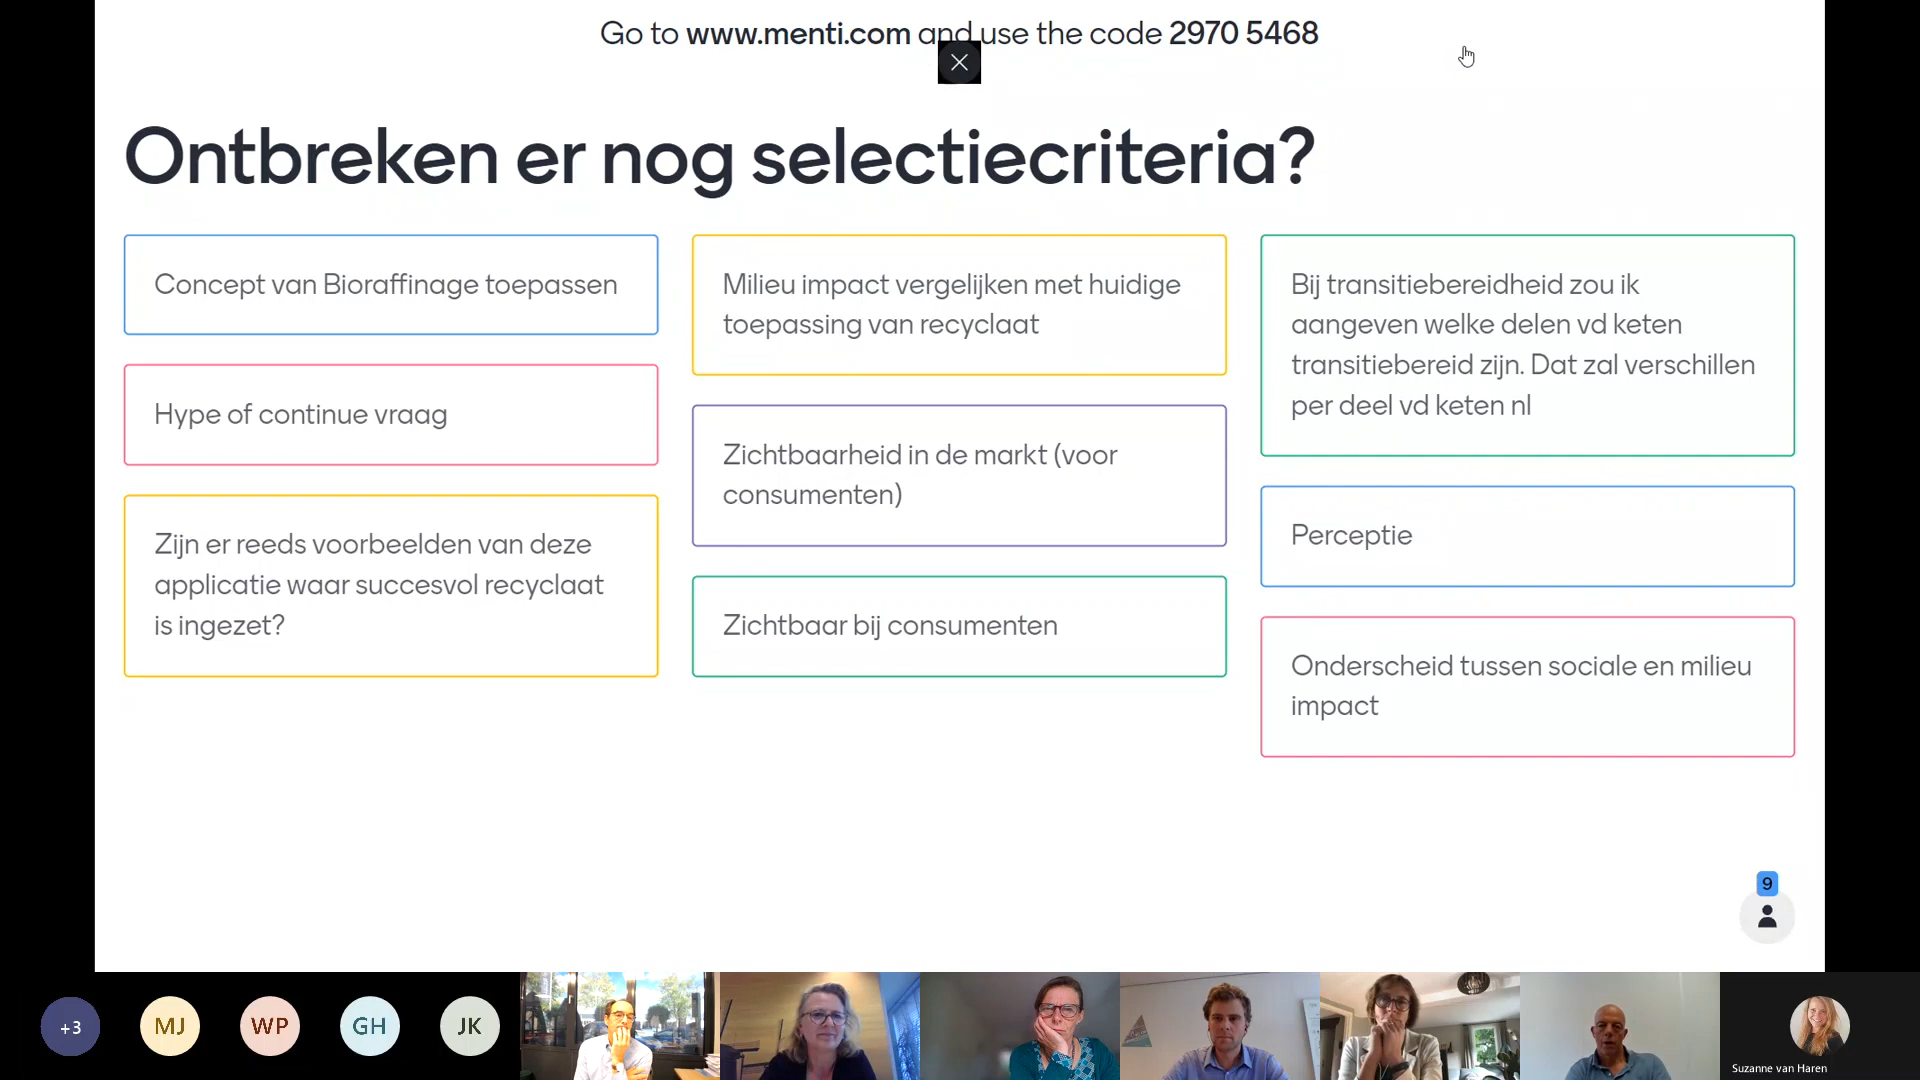 Go to www.menti.com and use the code 2970 5468
Ontbreken er nog selectiecriteria?
Concept van Bioraffinage toepassen
Hype of continue vraag
Zijn er reeds voorbeelden van deze
applicatie waar succesvol recyclaat
is ingezet?
Milieu impact vergelijken met huidige
toepassing van recyclaat
Zichtbaarheid in de markt (voor
consumenten)
Zichtbaar bij consumenten
Bij transitiebereidheid zou ik
aangeven welke delen vd keten
transitiebereid zijn. Dat zal verschillen
per deel vd keten nl
Perceptie
Onderscheid tussen sociale en milieu
impact
9
+3
MJ
WP
GH
JK
Suzanne van Haren